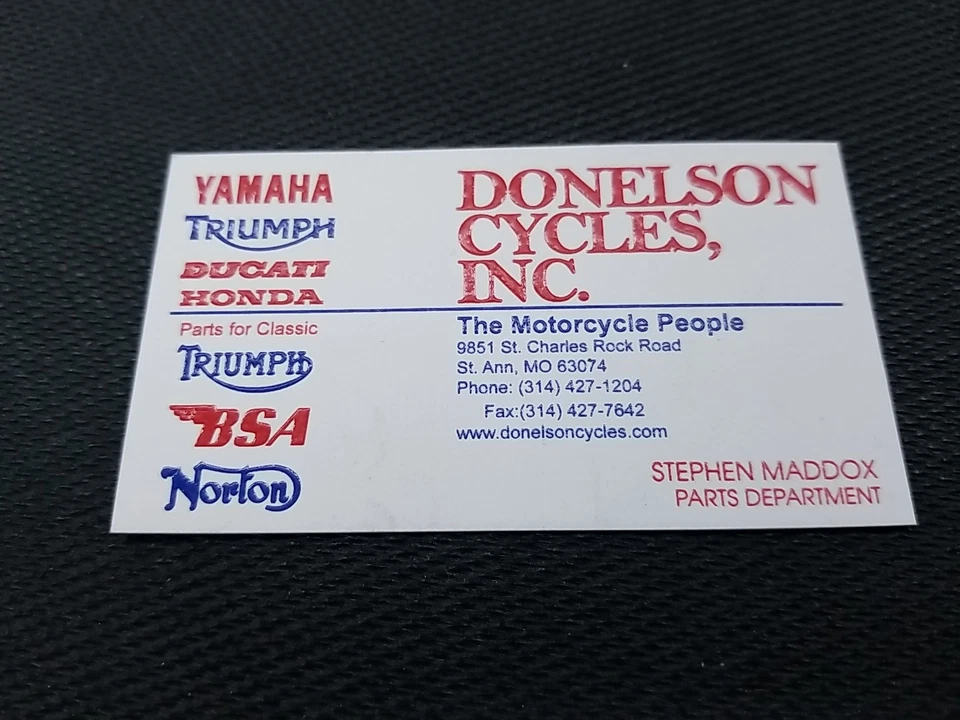 YAMAHA
TRIUMPH
DUCATI
HONDA
Parts for Classic
TRIUMPH
BSA
Norton
DONELSON
CYCLES,
INC.
The Motorcycle People
9851 St. Charles Rock Road
St. Ann, MO 63074
Phone: (314) 427-1204
Fax:(314) 427-7642
www.donelsoncycles.com
STEPHEN MADDOX
PARTS DEPARTMENT